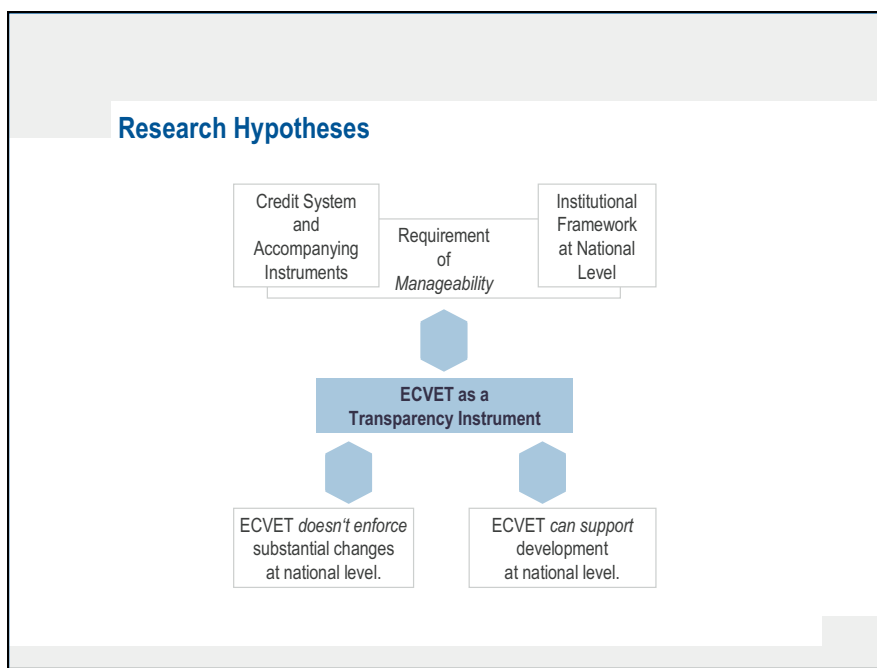 Research Hypotheses
Credit System
and
Accompanying
Instruments
Requirement
of
Manageability
Institutional
Framework
at National
Level
ECVET as a
Transparency Instrument
ECVET doesn‘t enforce
substantial changes
at national level.
ECVET can support
development
at national level.